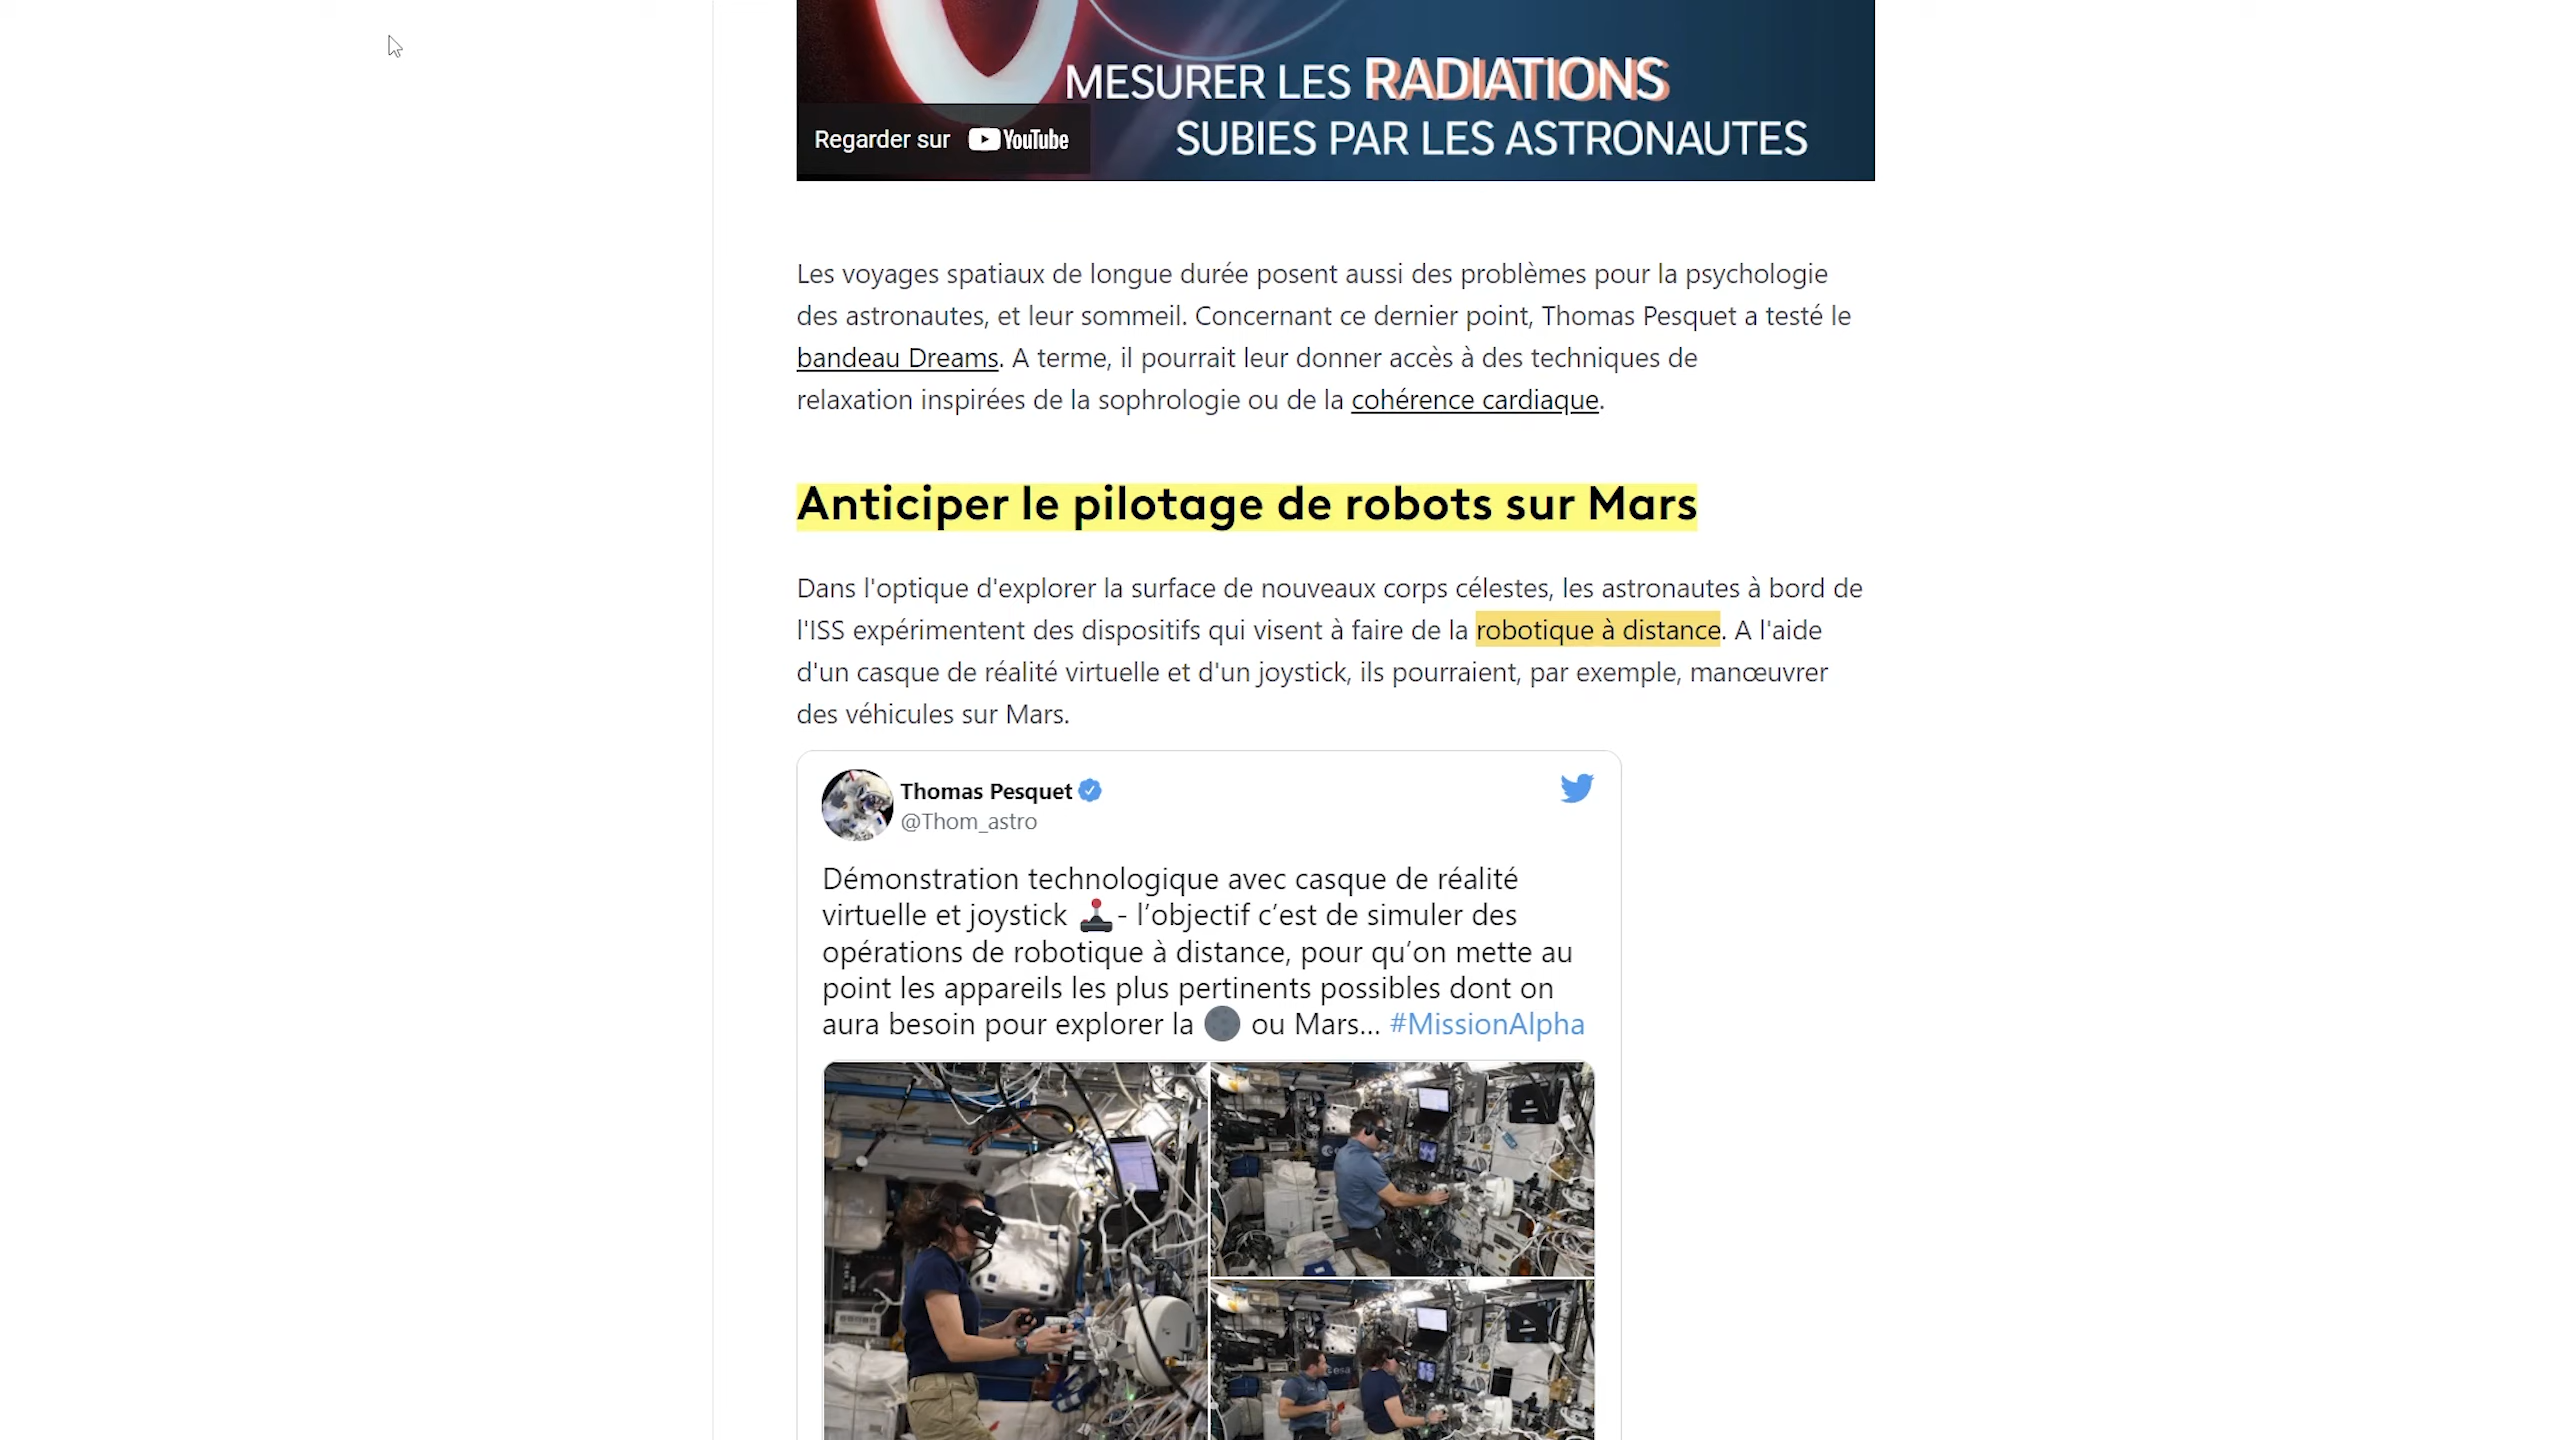 MESURER LES RADIATIONS
SUBIES PAR LES ASTRONAUTES
Regarder sur YouTube
Les voyages spatiaux de longue durée posent aussi des problèmes pour la psychologie
des astronautes, et leur sommeil. Concernant ce dernier point, Thomas Pesquet a testé le
bandeau Dreams. A terme, il pourrait leur donner accès à des techniques de
relaxation inspirées de la sophrologie ou de la cohérence cardiaque.
Anticiper le pilotage de robots sur Mars
Dans l'optique d'explorer la surface de nouveaux corps célestes, les astronautes à bord de
l'ISS expérimentent des dispositifs qui visent à faire de la robotique à distance. A l'aide
d'un casque de réalité virtuelle et d'un joystick, ils pourraient, par exemple, manœuvrer
des véhicules sur Mars.
Thomas Pesquet
@Thom_astro
Démonstration technologique avec casque de réalité
virtuelle et joystick 🕹- l’objectif c’est de simuler des
opérations de robotique à distance, pour qu’on mette au
point les appareils les plus pertinents possibles dont on
aura besoin pour explorer la 🌑 ou Mars... #MissionAlpha
esa